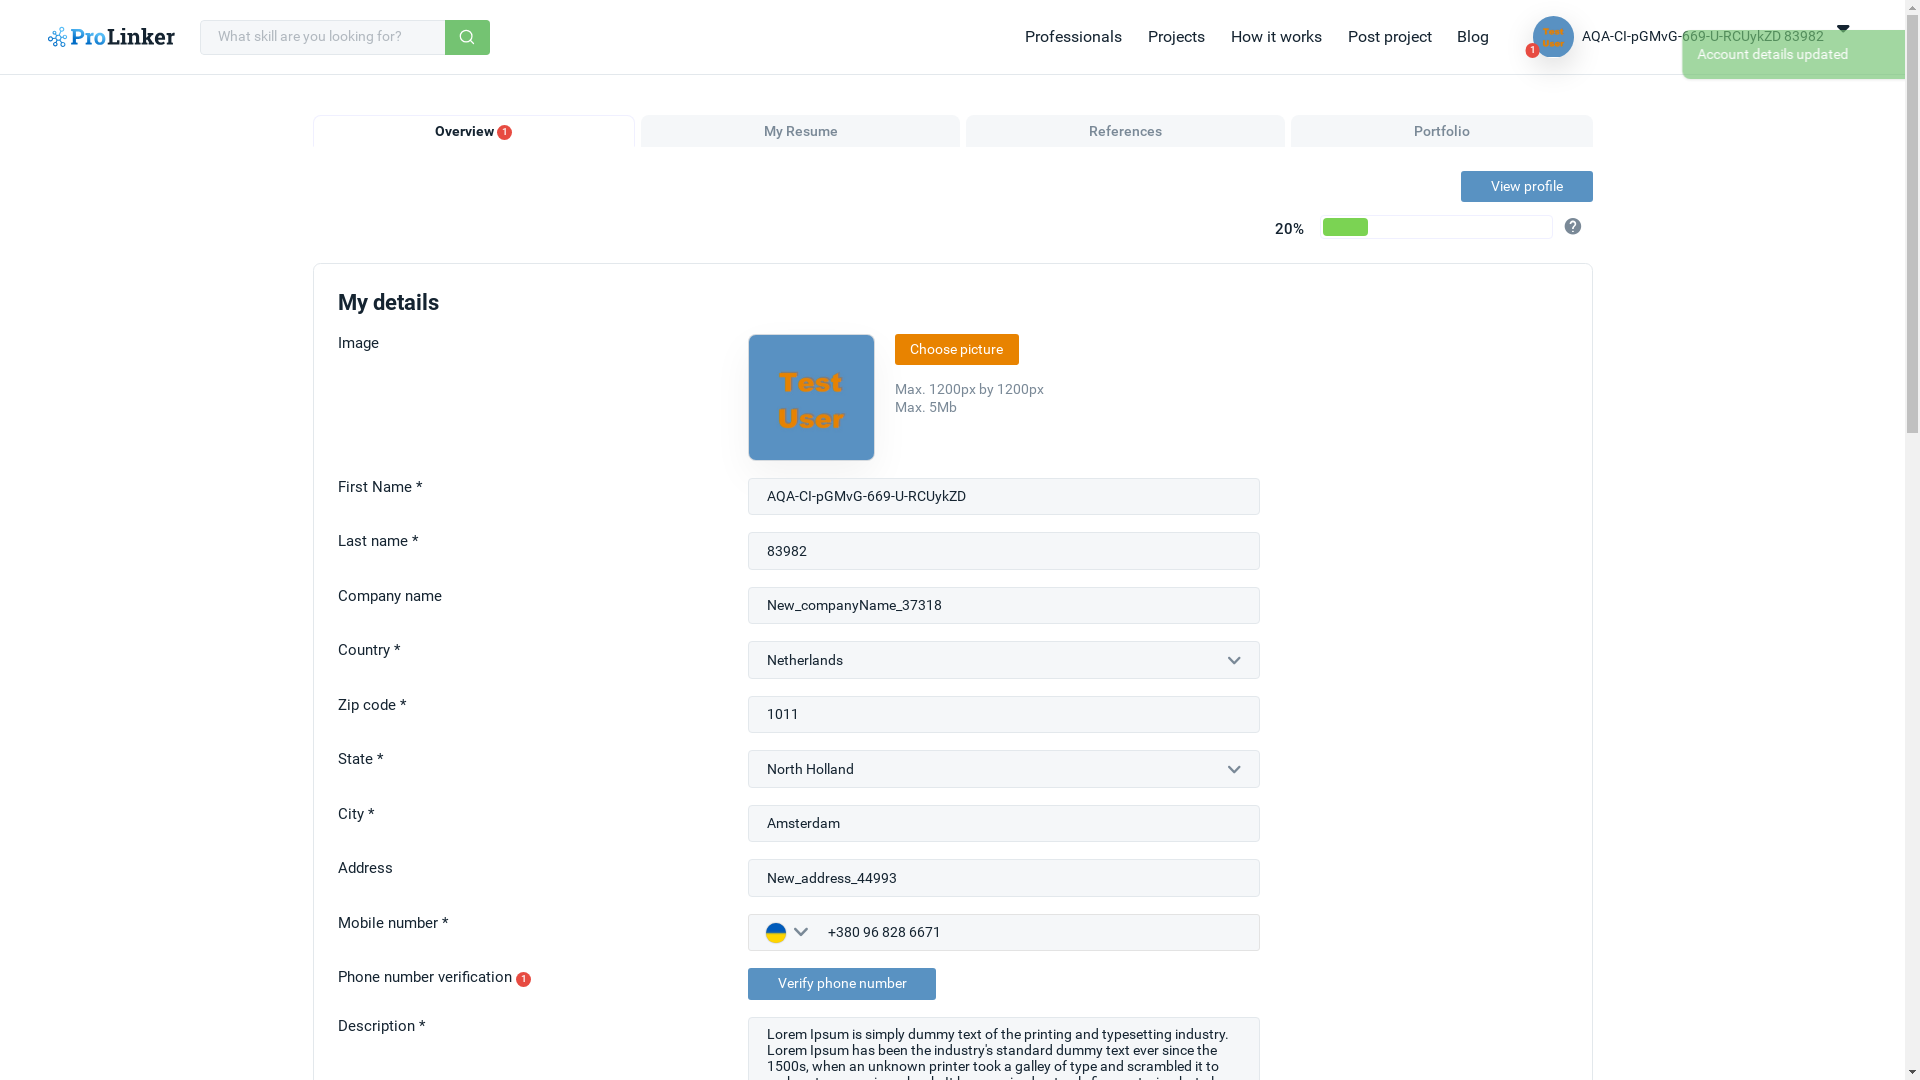 ProLinker
What skill are you looking for?
Professionals
Projects
How it works
Post project
Blog
Test
User
1
AQA-CI-pGMvG-669-U-RCUykZD 83982
Account details updated
Overview 1
My Resume
References
Portfolio
View profile
20%
?
My details
Image
Test
User
Choose picture
Max. 1200px by 1200px
Max. 5Mb
First Name *
AQA-CI-pGMvG-669-U-RCUykZD
Last name *
83982
Company name
New_companyName_37318
Country *
Netherlands
Zip code *
1011
State *
North Holland
City *
Amsterdam
Address
New_address_44993
Mobile number *
+380 96 828 6671
Phone number verification 1
Verify phone number
Description *
Lorem Ipsum is simply dummy text of the printing and typesetting industry.
Lorem Ipsum has been the industry's standard dummy text ever since the
1500s, when an unknown printer took a galley of type and scrambled it to